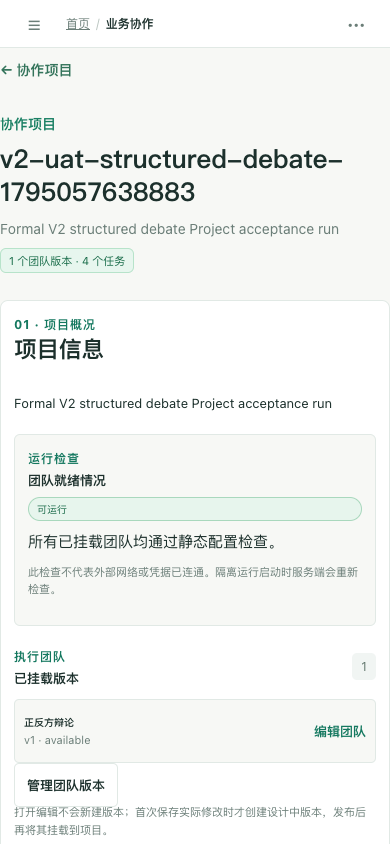 首页 / 业务协作
← 协作项目
协作项目
v2-uat-structured-debate-
1795057638883
Formal V2 structured debate Project acceptance run
1 个团队版本 · 4 个任务
01 · 项目概况
项目信息
Formal V2 structured debate Project acceptance run
运行检查
团队就绪情况
可运行
所有已挂载团队均通过静态配置检查。
此检查不代表外部网络或凭据已连通。隔离运行启动时服务端会重新
检查。
执行团队
1
已挂载版本
正反方辩论
v1 · available
编辑团队
管理团队版本
打开编辑不会新建版本；首次保存实际修改时才创建设计中版本，发布后
再将其挂载到项目。